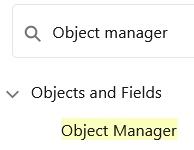 Object manager
Objects and Fields
Object Manager